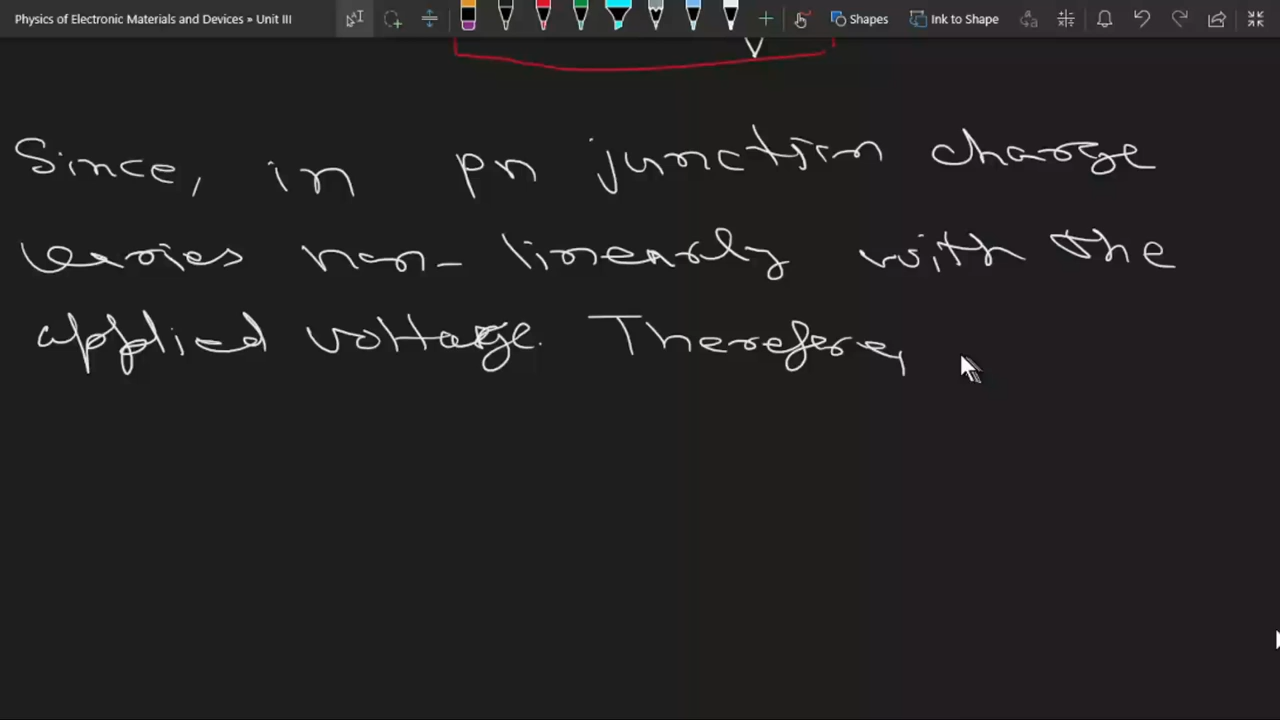 Physics of Electronic Materials and Devices » Unit III
Shapes
Ink to Shape
V
Since, in pn junction charge
varies non-linearly with the
applied voltage. Therefore,